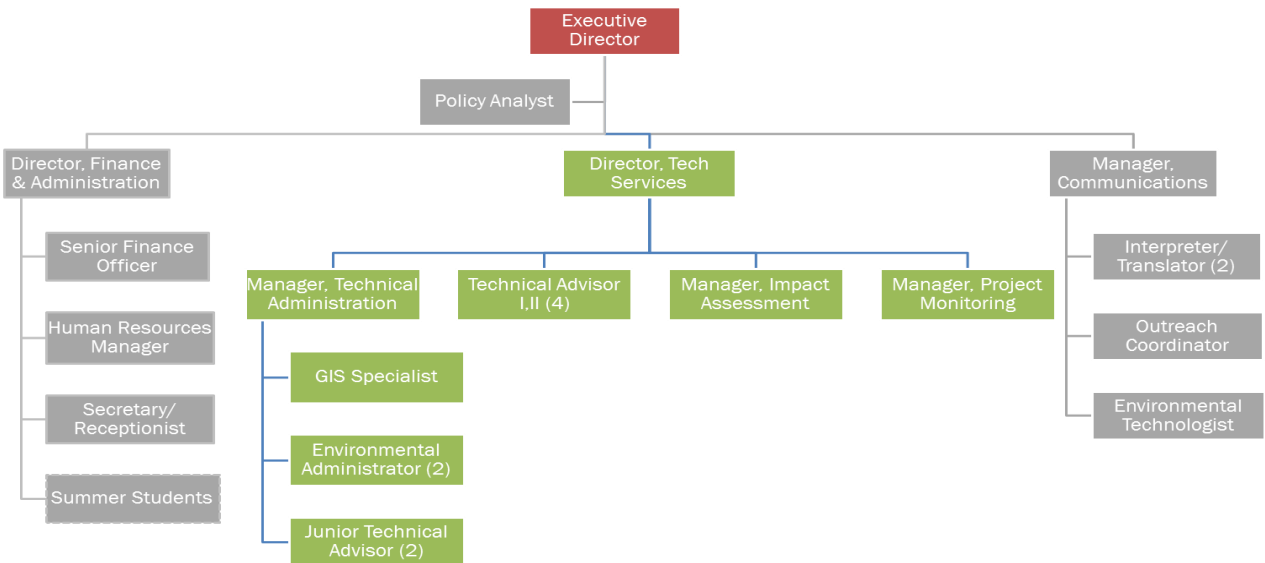 Executive
Director
Policy Analyst
Director, Finance
& Administration
Director, Tech
Services
Manager,
Communications
Senior Finance
Officer
Human Resources
Manager
Secretary/
Receptionist
Summer Students
Manager, Technical
Administration
Technical Advisor
I,II (4)
Manager, Impact
Assessment
Manager, Project
Monitoring
GIS Specialist
Environmental
Administrator (2)
Junior Technical
Advisor (2)
Interpreter/
Translator (2)
Outreach
Coordinator
Environmental
Technologist